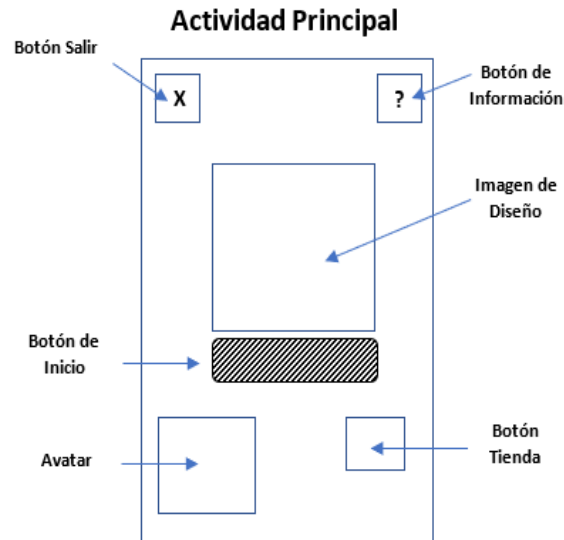 Actividad Principal
Botón Salir
Botón de
Información
X
?
Imagen de
Diseño
Botón de
Inicio
Avatar
Botón
Tienda